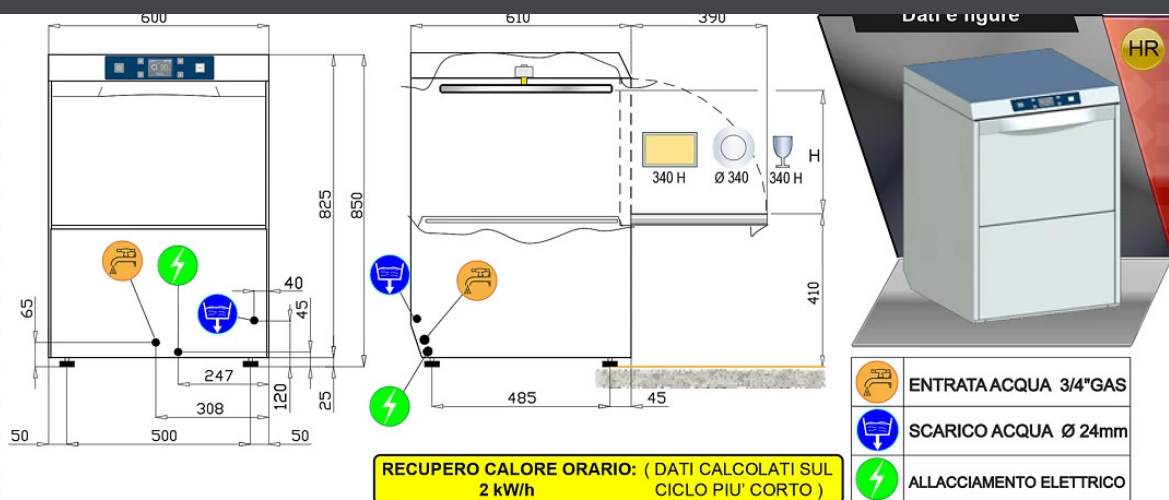 600
610
390
Dati e figure
HR
340 H
Ø 340
340 H
H
825
850
410
65
40
45
247
120
25
308
50
500
50
485
45
ENTRATA ACQUA 3/4"GAS
SCARICO ACQUA Ø 24mm
ALLACCIAMENTO ELETTRICO
RECUPERO CALORE ORARIO: ( DATI CALCOLATI SUL
2 kW/h CICLO PIU' CORTO )